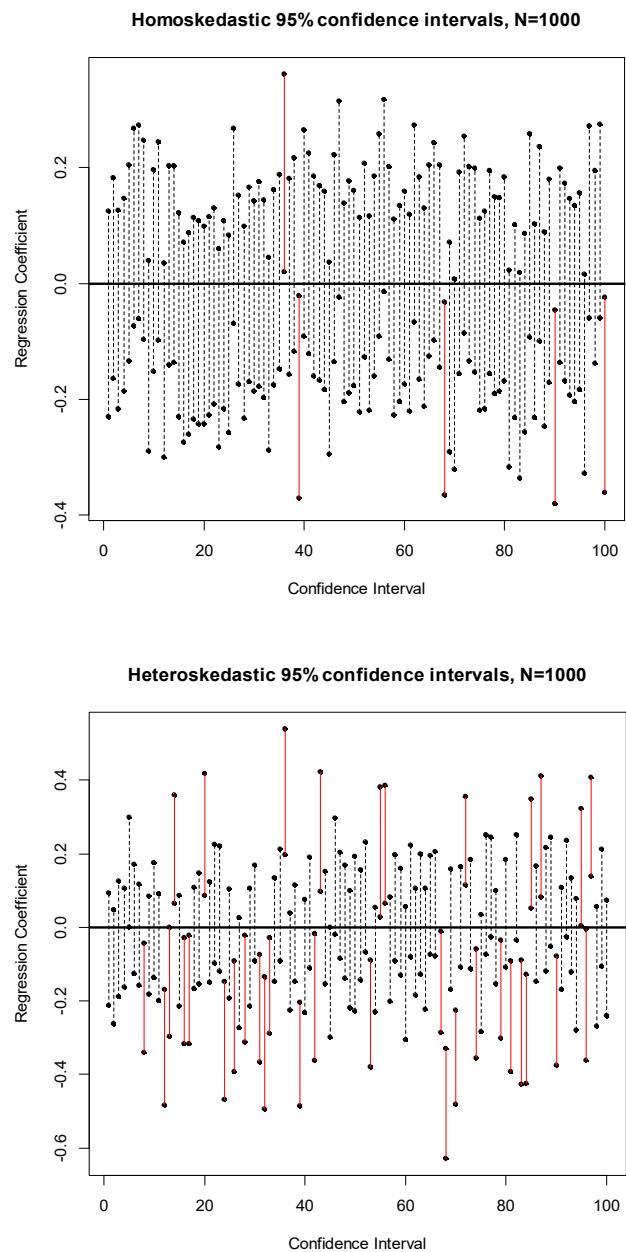 Homoskedastic 95% confidence intervals, N=1000
Regression Coefficient
0.2
0.0
-0.2
-0.4
0 20 40 60 80 100
Confidence Interval
Heteroskedastic 95% confidence intervals, N=1000
Regression Coefficient
0.4
0.2
0.0
-0.2
-0.4
-0.6
0 20 40 60 80 100
Confidence Interval